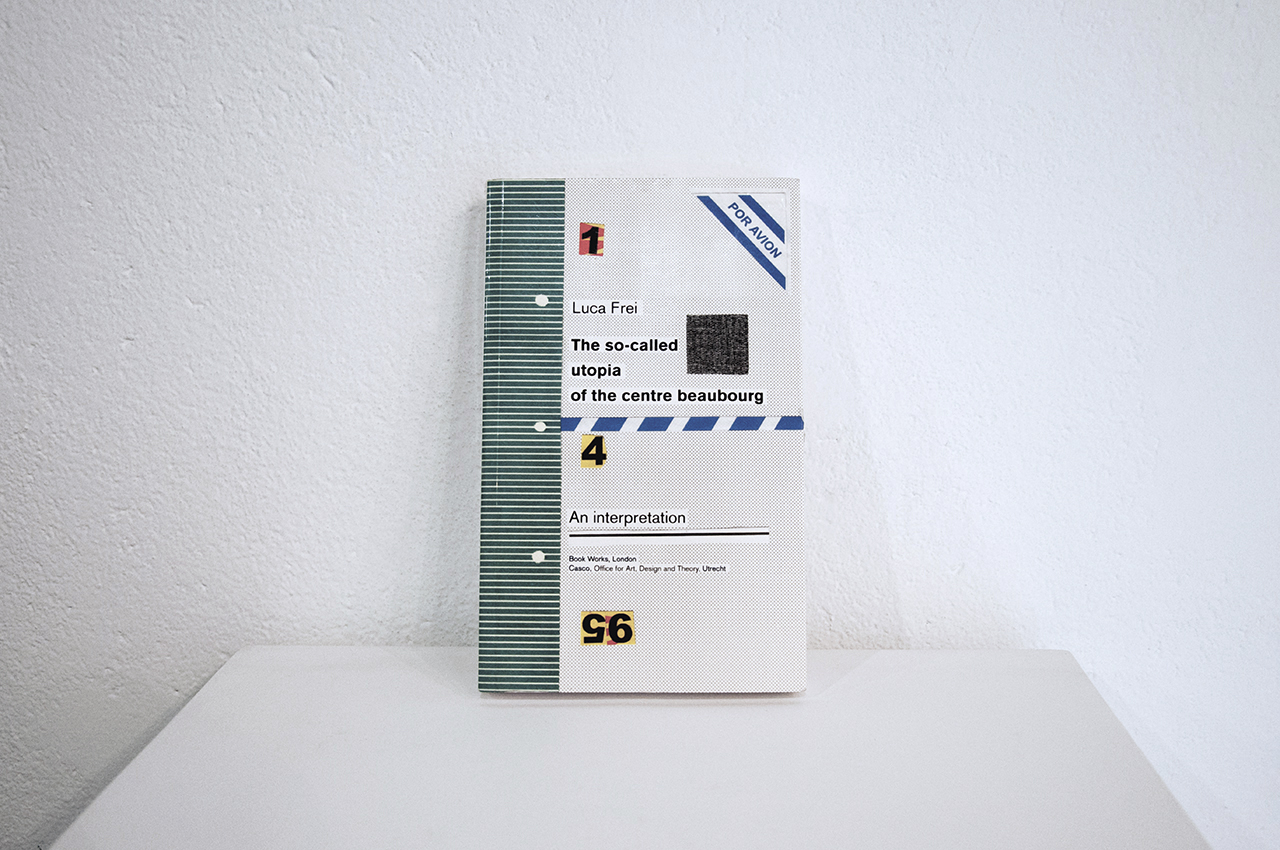 1
POR AVION
Luca Frei
The so-called
utopia
of the centre beaubourg
4
An interpretation
Book Works, London
Casco, Office for Art, Design and Theory, Utrecht
95